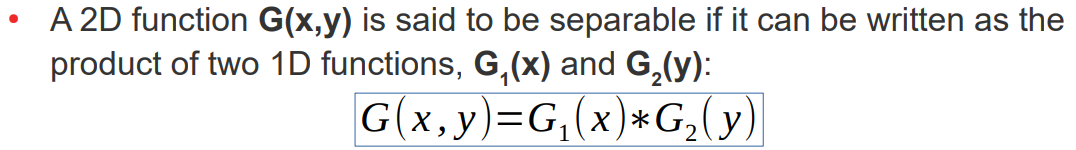 • A 2D function G(x,y) is said to be separable if it can be written as the
product of two 1D functions, G₁(x) and G₂(y):
G(x,y)=G₁(x)*G₂(y)